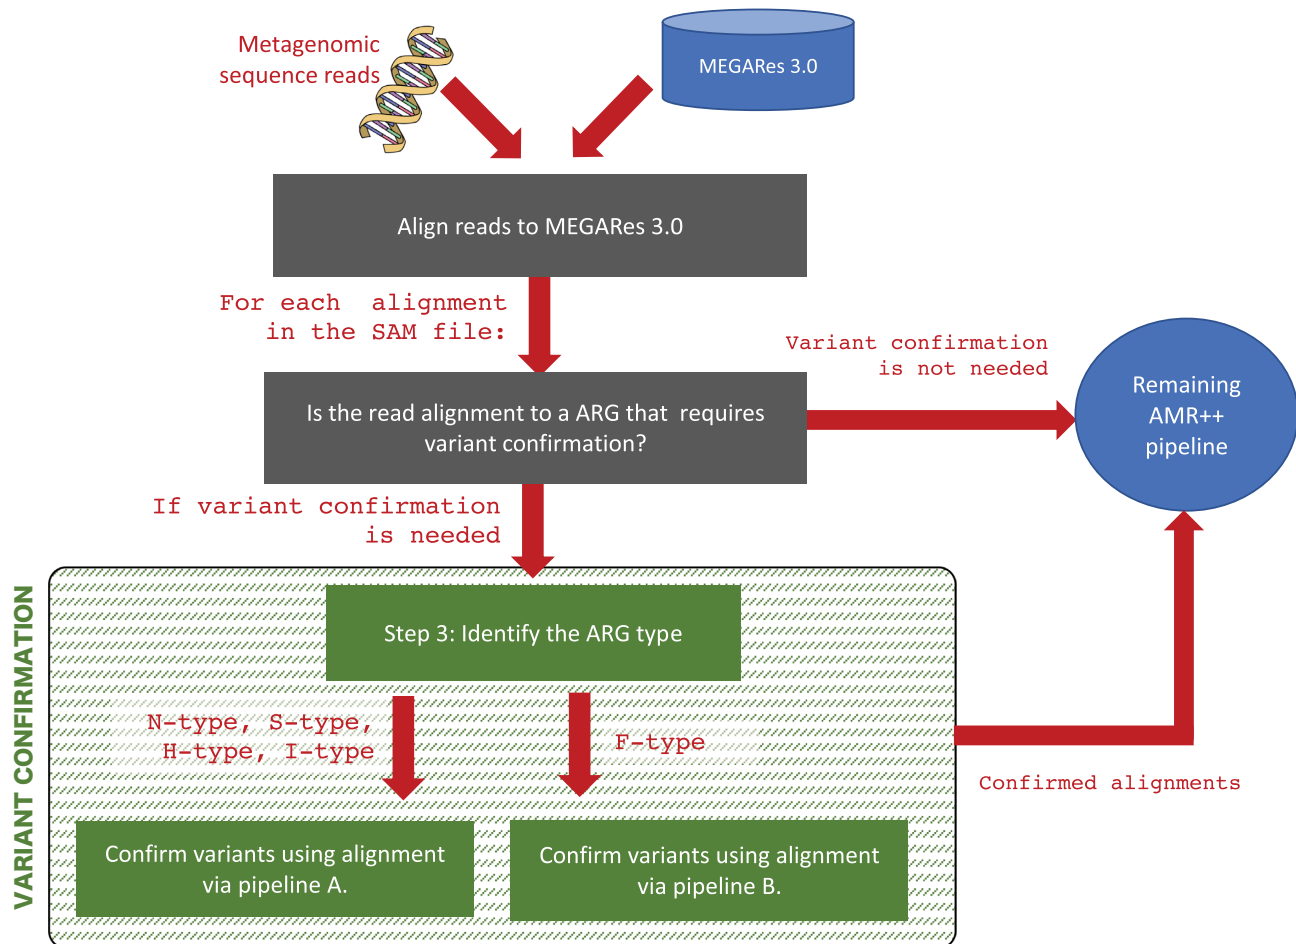 Metagenomic
sequence reads
MEGARes 3.0
Align reads to MEGARes 3.0
For each  alignment
in the SAM file:
Variant confirmation
is not needed
Is the read alignment to a ARG that  requires
variant confirmation?
Remaining
AMR++
pipeline
If variant confirmation
is needed
VARIANT CONFIRMATION
Step 3: Identify the ARG type
N-type, S-type,
H-type, I-type
F-type
Confirmed alignments
Confirm variants using alignment
via pipeline A.
Confirm variants using alignment
via pipeline B.